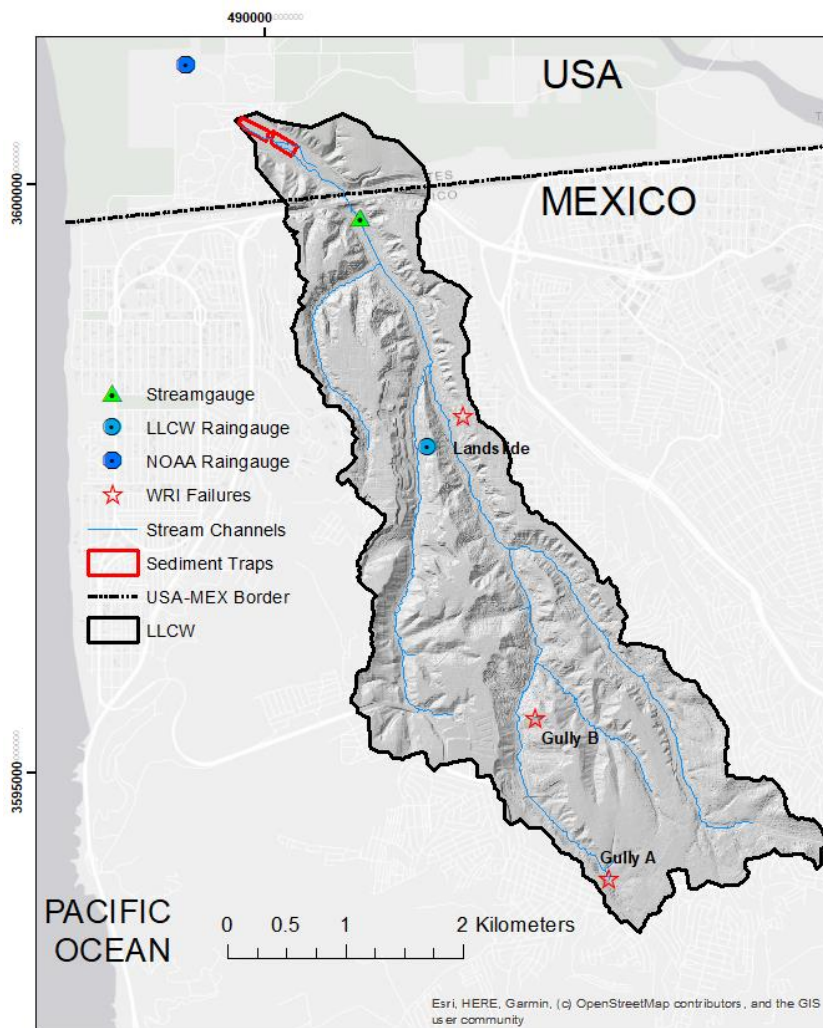 490000
USA
3600000
MEXICO
Streamgauge
LLCW Raingauge
NOAA Raingauge
WRI Failures
Stream Channels
Sediment Traps
USA-MEX Border
LLCW
Landslide
Gully B
3595000
Gully A
PACIFIC
OCEAN
0 0.5 1 2 Kilometers
Esri, HERE, Garmin, (c) OpenStreetMap contributors, and the GIS
user community